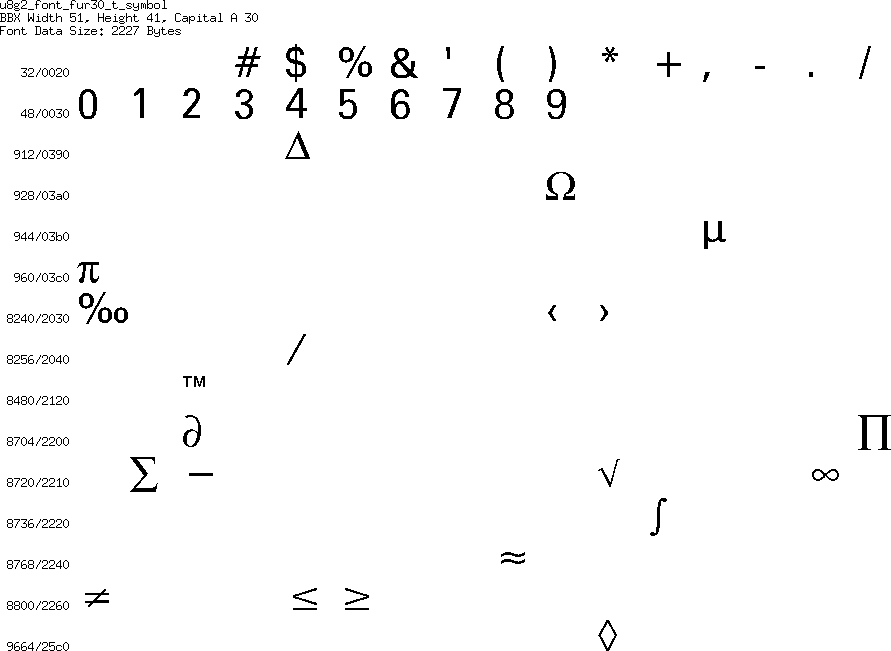 u8g2_font_fur30_t_symbol
BBX Width 51, Height 41, Capital A 30
Font Data Size: 2227 Bytes
32/0020 # $ % & ' ( ) * + , - . /
48/0030 0 1 2 3 4 5 6 7 8 9
912/0390 Δ
928/03a0 Ω
944/03b0 μ
960/03c0 π
8240/2030 ‰ ‹ ›
8256/2040 ⁄
8480/2120 ™
8704/2200 ∂ ∏
8720/2210 ∑ − √ ∞
8736/2220 ∫
8768/2240 ≈
8800/2260 ≠ ≤ ≥
9664/25c0 ◊